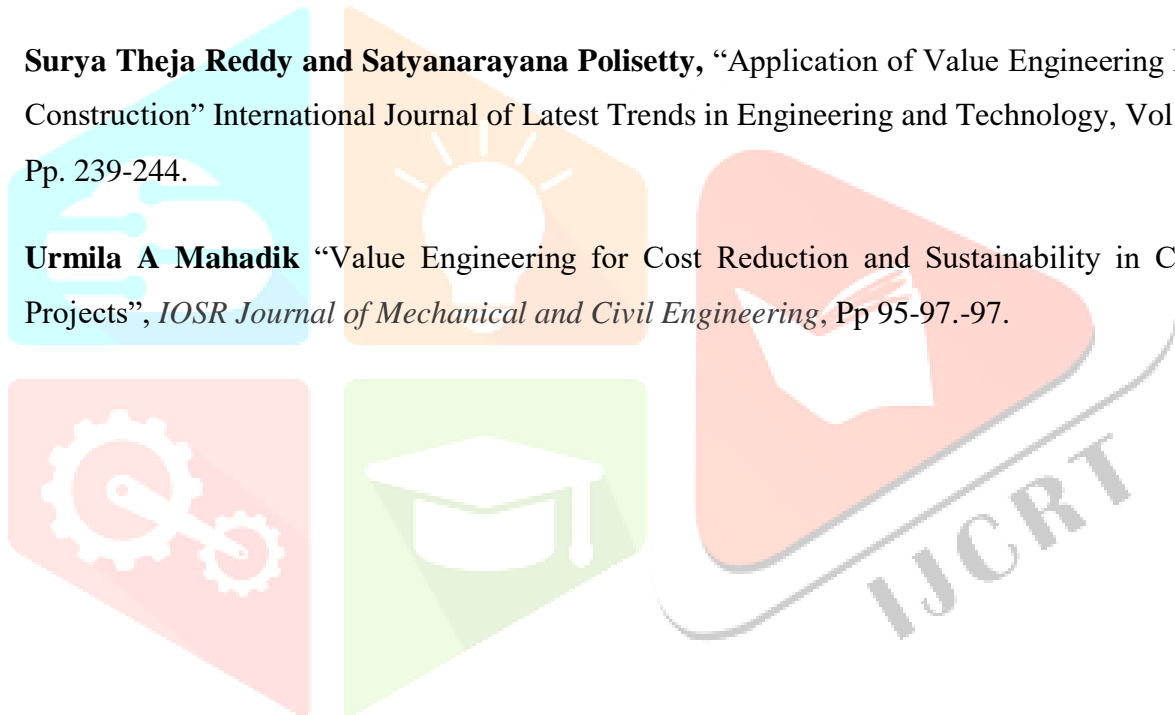 Surya Theja Reddy and Satyanarayana Polisetty, “Application of Value Engineering
Construction” International Journal of Latest Trends in Engineering and Technology, Vol
Pp. 239-244.
Urmila A Mahadik “Value Engineering for Cost Reduction and Sustainability in C
Projects”, IOSR Journal of Mechanical and Civil Engineering, Pp 95-97.-97.
IJCRT